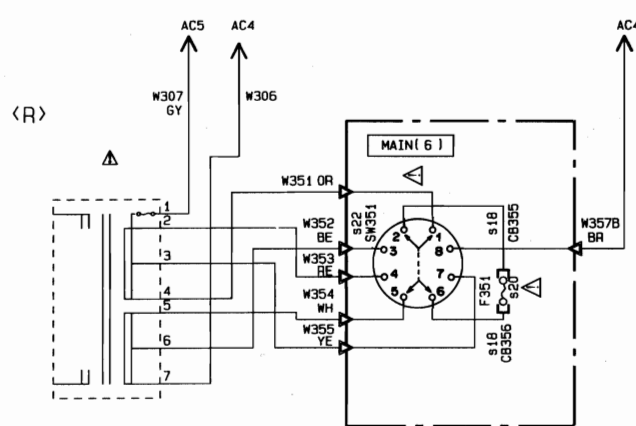 AC5
AC4
AC4
W307
GY
W306
⟨R⟩
MAIN(6)
W351 OR
W352
BE
W353
RE
W354
WH
W355
YE
s22
SW351
s18
CB355
W357B
BR
F351
s20
s18
CB356
1
2
3
4
5
6
7
2
1
3
8
4
7
5
6